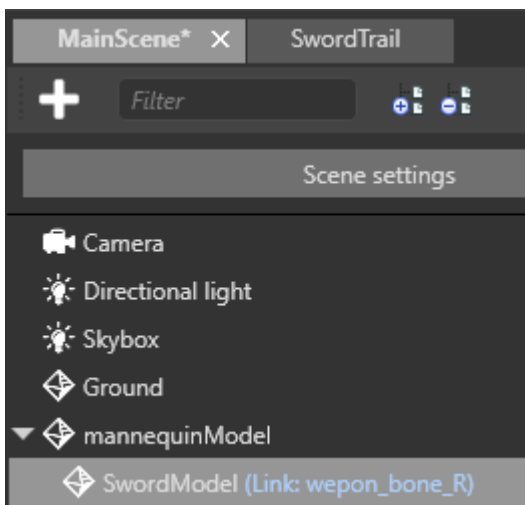 MainScene* SwordTrail
Filter
Scene settings
Camera
Directional light
Skybox
Ground
mannequinModel
SwordModel (Link: wepon_bone_R)